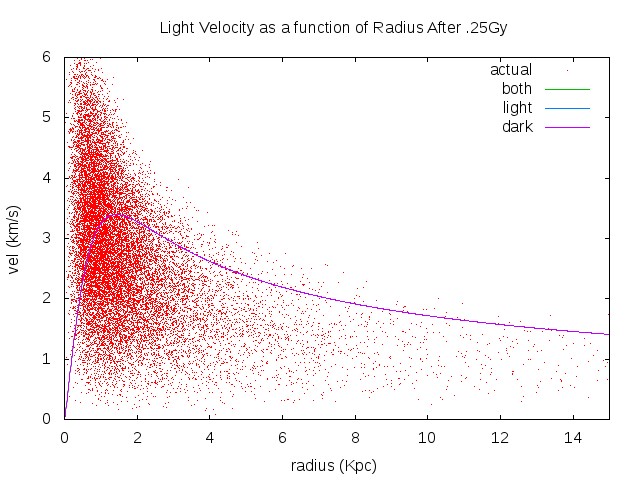 Light Velocity as a function of Radius After .25Gy
actual
both
light
dark
vel (km/s)
6
5
4
3
2
1
0
0 2 4 6 8 10 12 14
radius (Kpc)